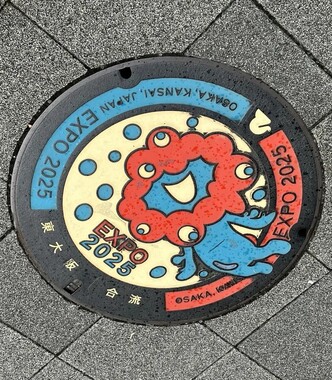 OSAKA, KANSAI, JAPAN EXPO 2025
EXPO 2025
EXPO
2025
©OSAKA,
東大阪 合流